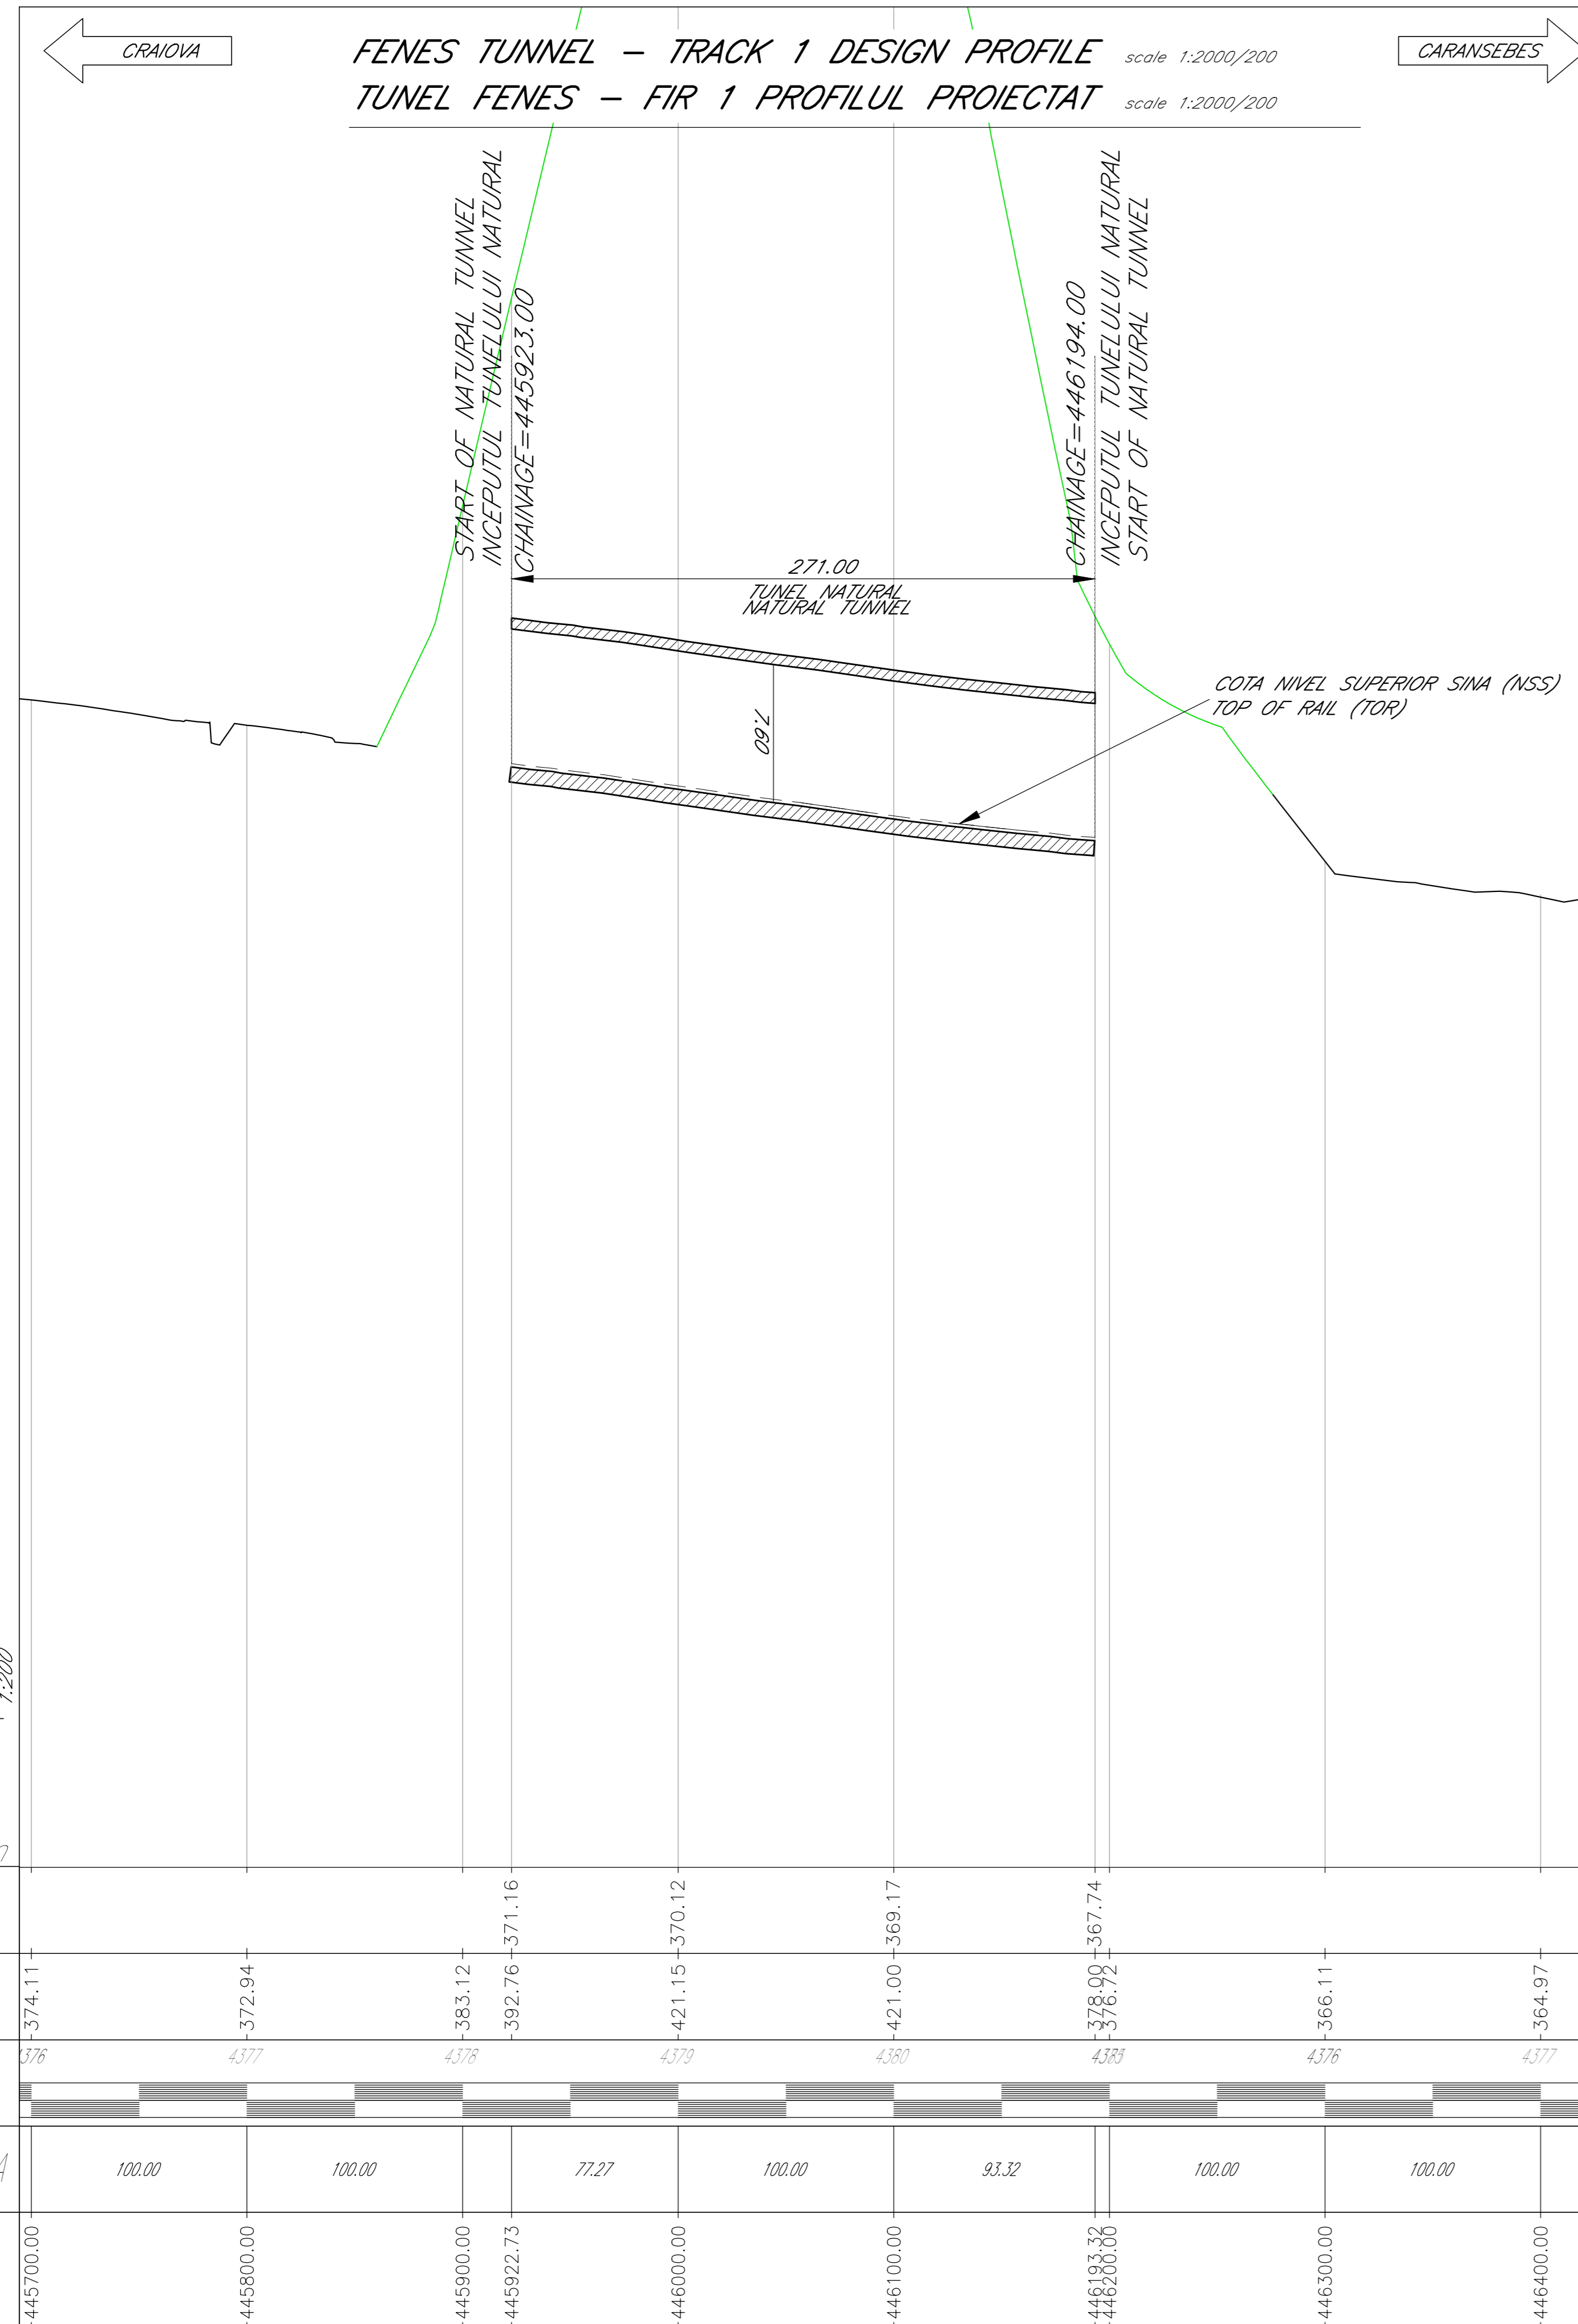 CRAIOVA
FENES TUNNEL - TRACK 1 DESIGN PROFILE scale 1:2000/200
CARANSEBES
TUNEL FENES - FIR 1 PROFILUL PROIECTAT scale 1:2000/200
START OF NATURAL TUNNEL
INCEPUTUL TUNELULUI NATURAL
CHAINAGE=445923.00
CHAINAGE=446194.00
INCEPUTUL TUNELULUI NATURAL
START OF NATURAL TUNNEL
271.00
TUNEL NATURAL
NATURAL TUNNEL
7.60
COTA NIVEL SUPERIOR SINA (NSS)
TOP OF RAIL (TOR)
1:200
371.16 370.12 369.17 367.74
374.11 372.94 383.12 392.76 421.15 421.00 378.00 376.72 366.11 364.97
4376 4377 4378 4379 4380 4376 4377
100.00 100.00 77.27 100.00 93.32 100.00 100.00
445700.00 445800.00 445900.00 445922.73 446000.00 446100.00 446193.32 446200.00 446300.00 446400.00